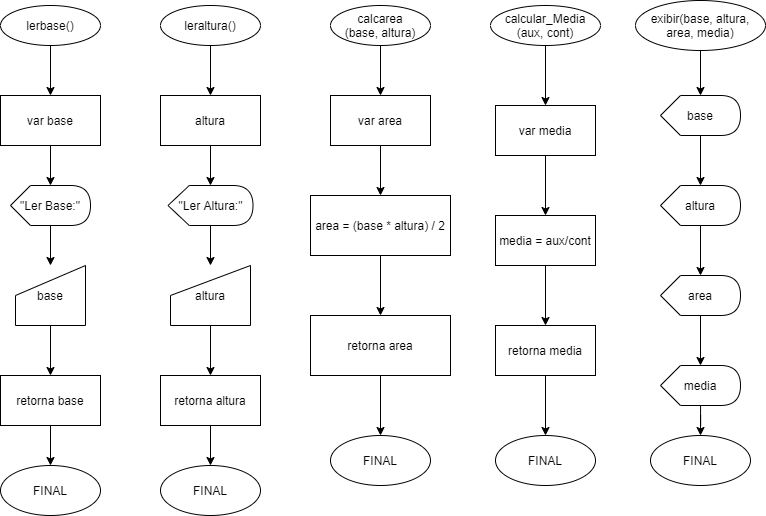 lerbase()
var base
"Ler Base:"
base
retorna base
FINAL
leraltura()
altura
"Ler Altura:"
altura
retorna altura
FINAL
calcarea
(base, altura)
var area
area = (base * altura) / 2
retorna area
FINAL
calcular_Media
(aux, cont)
var media
media = aux/cont
retorna media
FINAL
exibir(base, altura,
area, media)
base
altura
area
media
FINAL